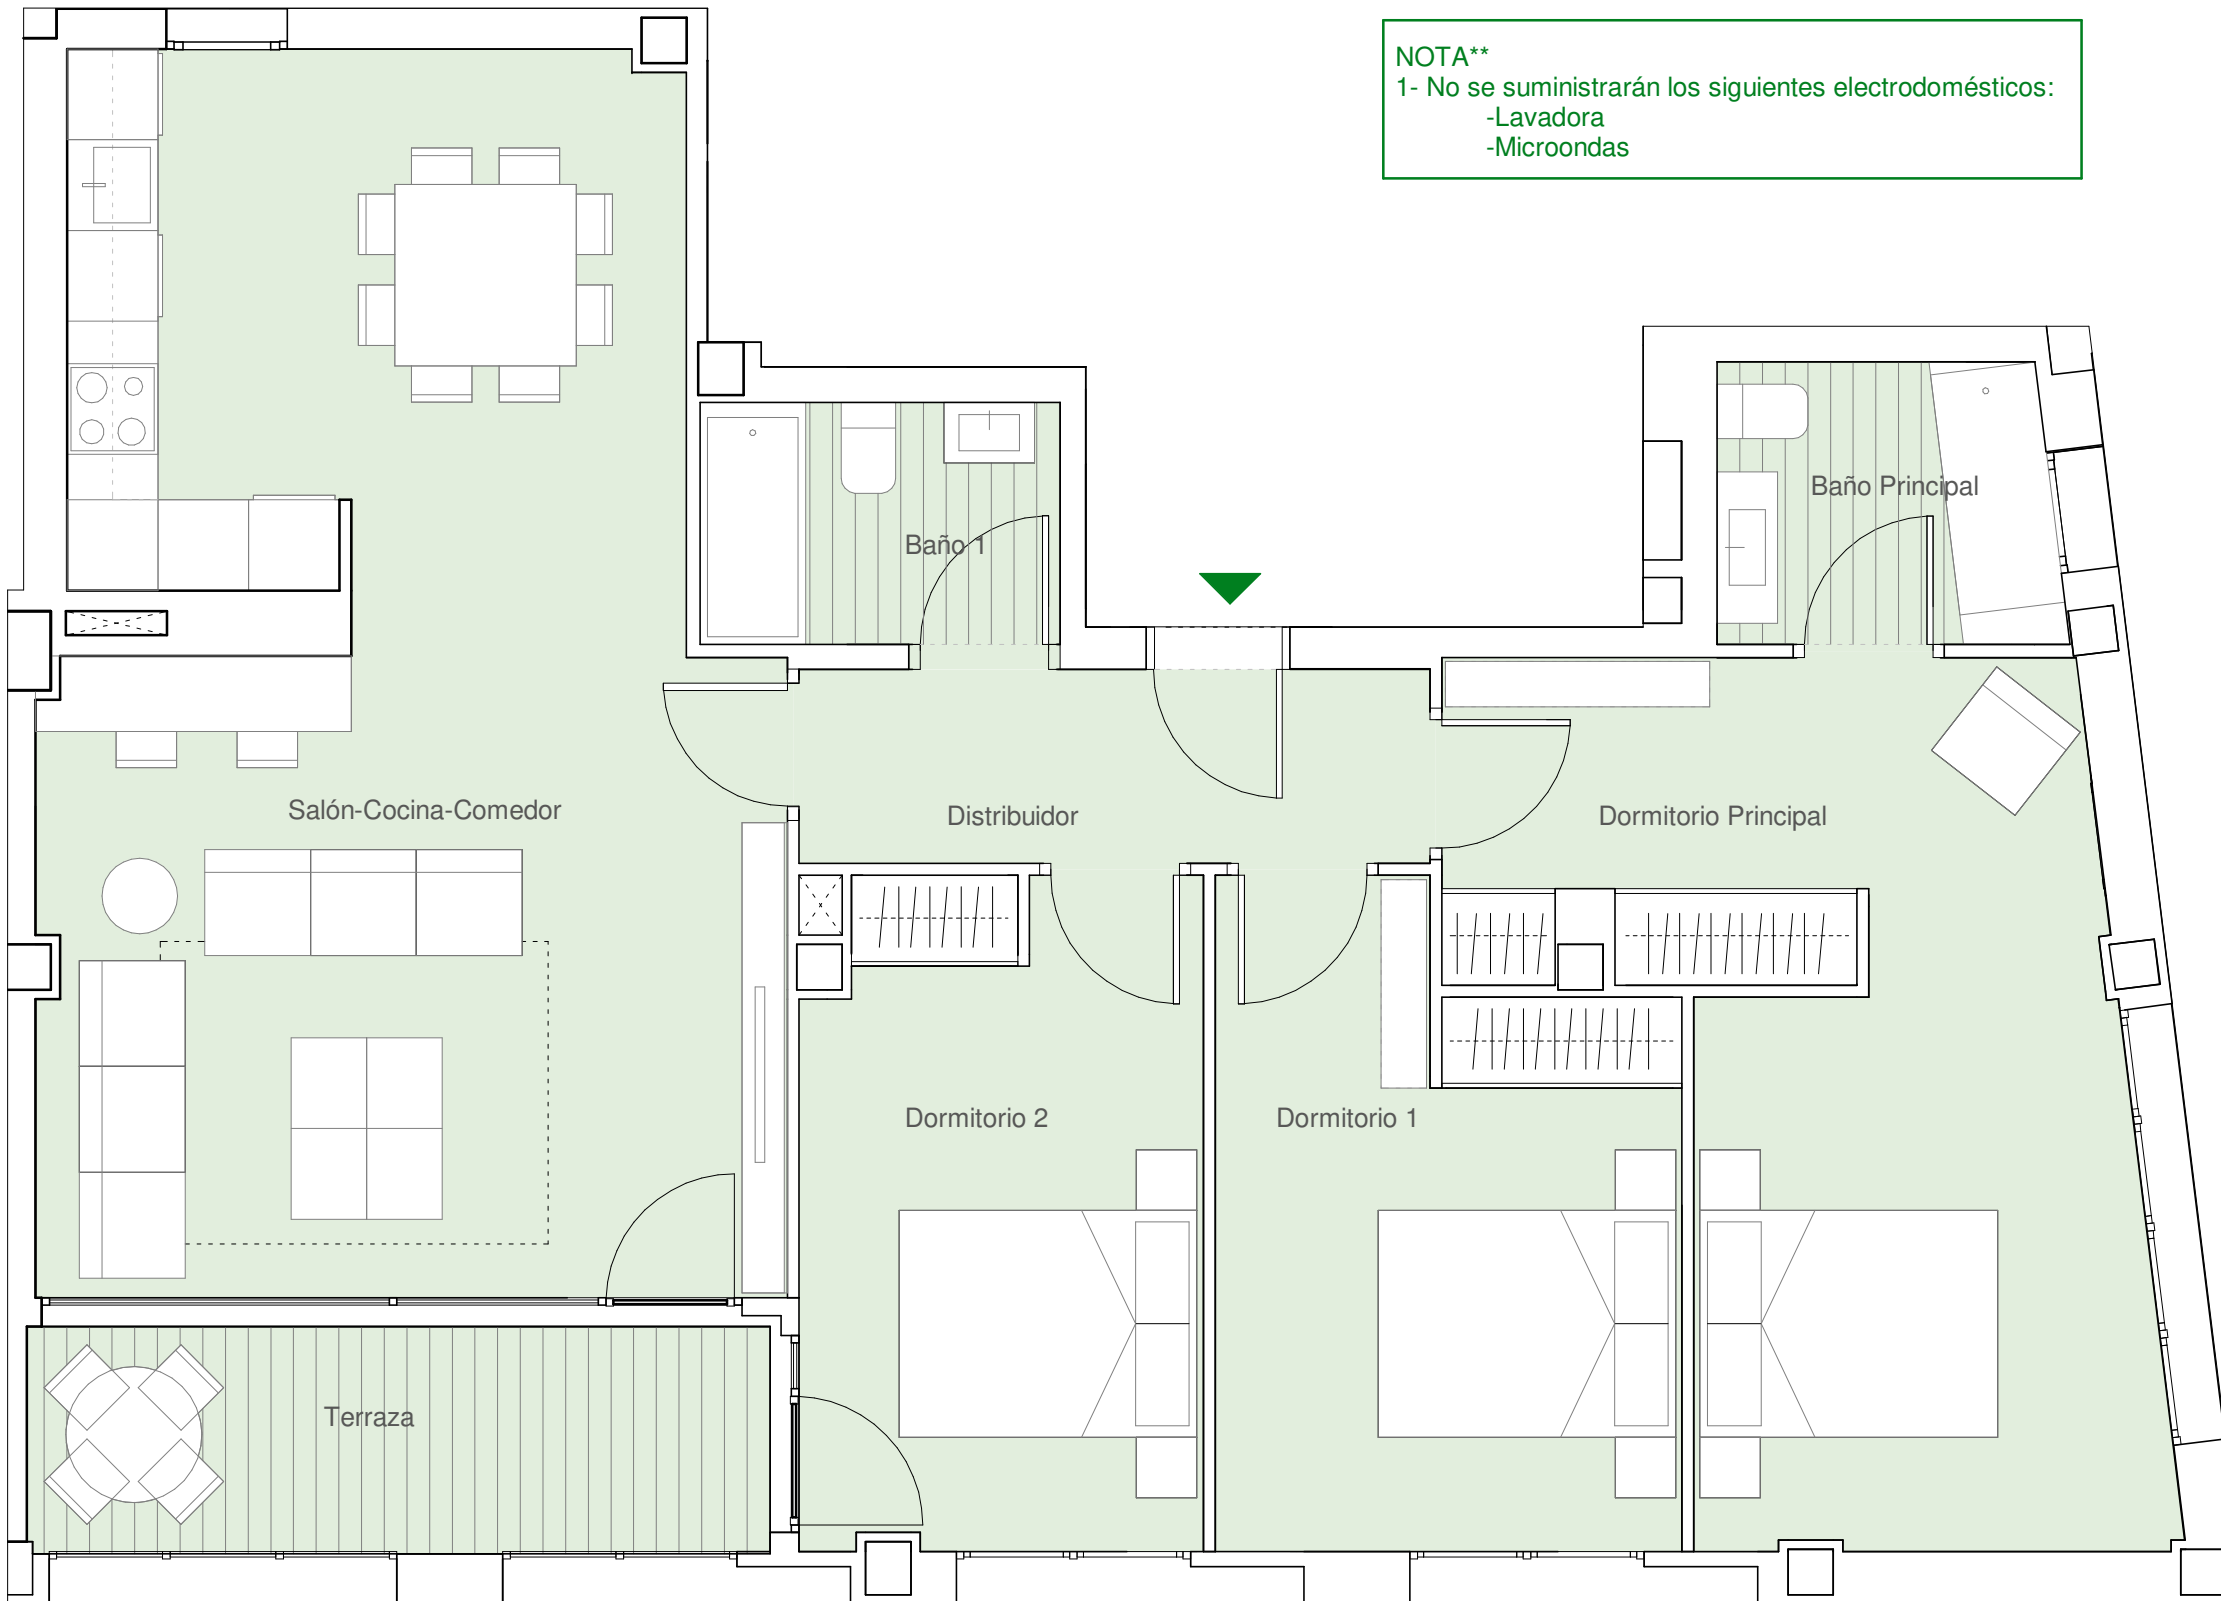 NOTA**
1- No se suministrarán los siguientes electrodomésticos:
-Lavadora
-Microondas
Baño Principal
Baño 1
Salón-Cocina-Comedor
Distribuidor
Dormitorio Principal
Dormitorio 2
Dormitorio 1
Terraza